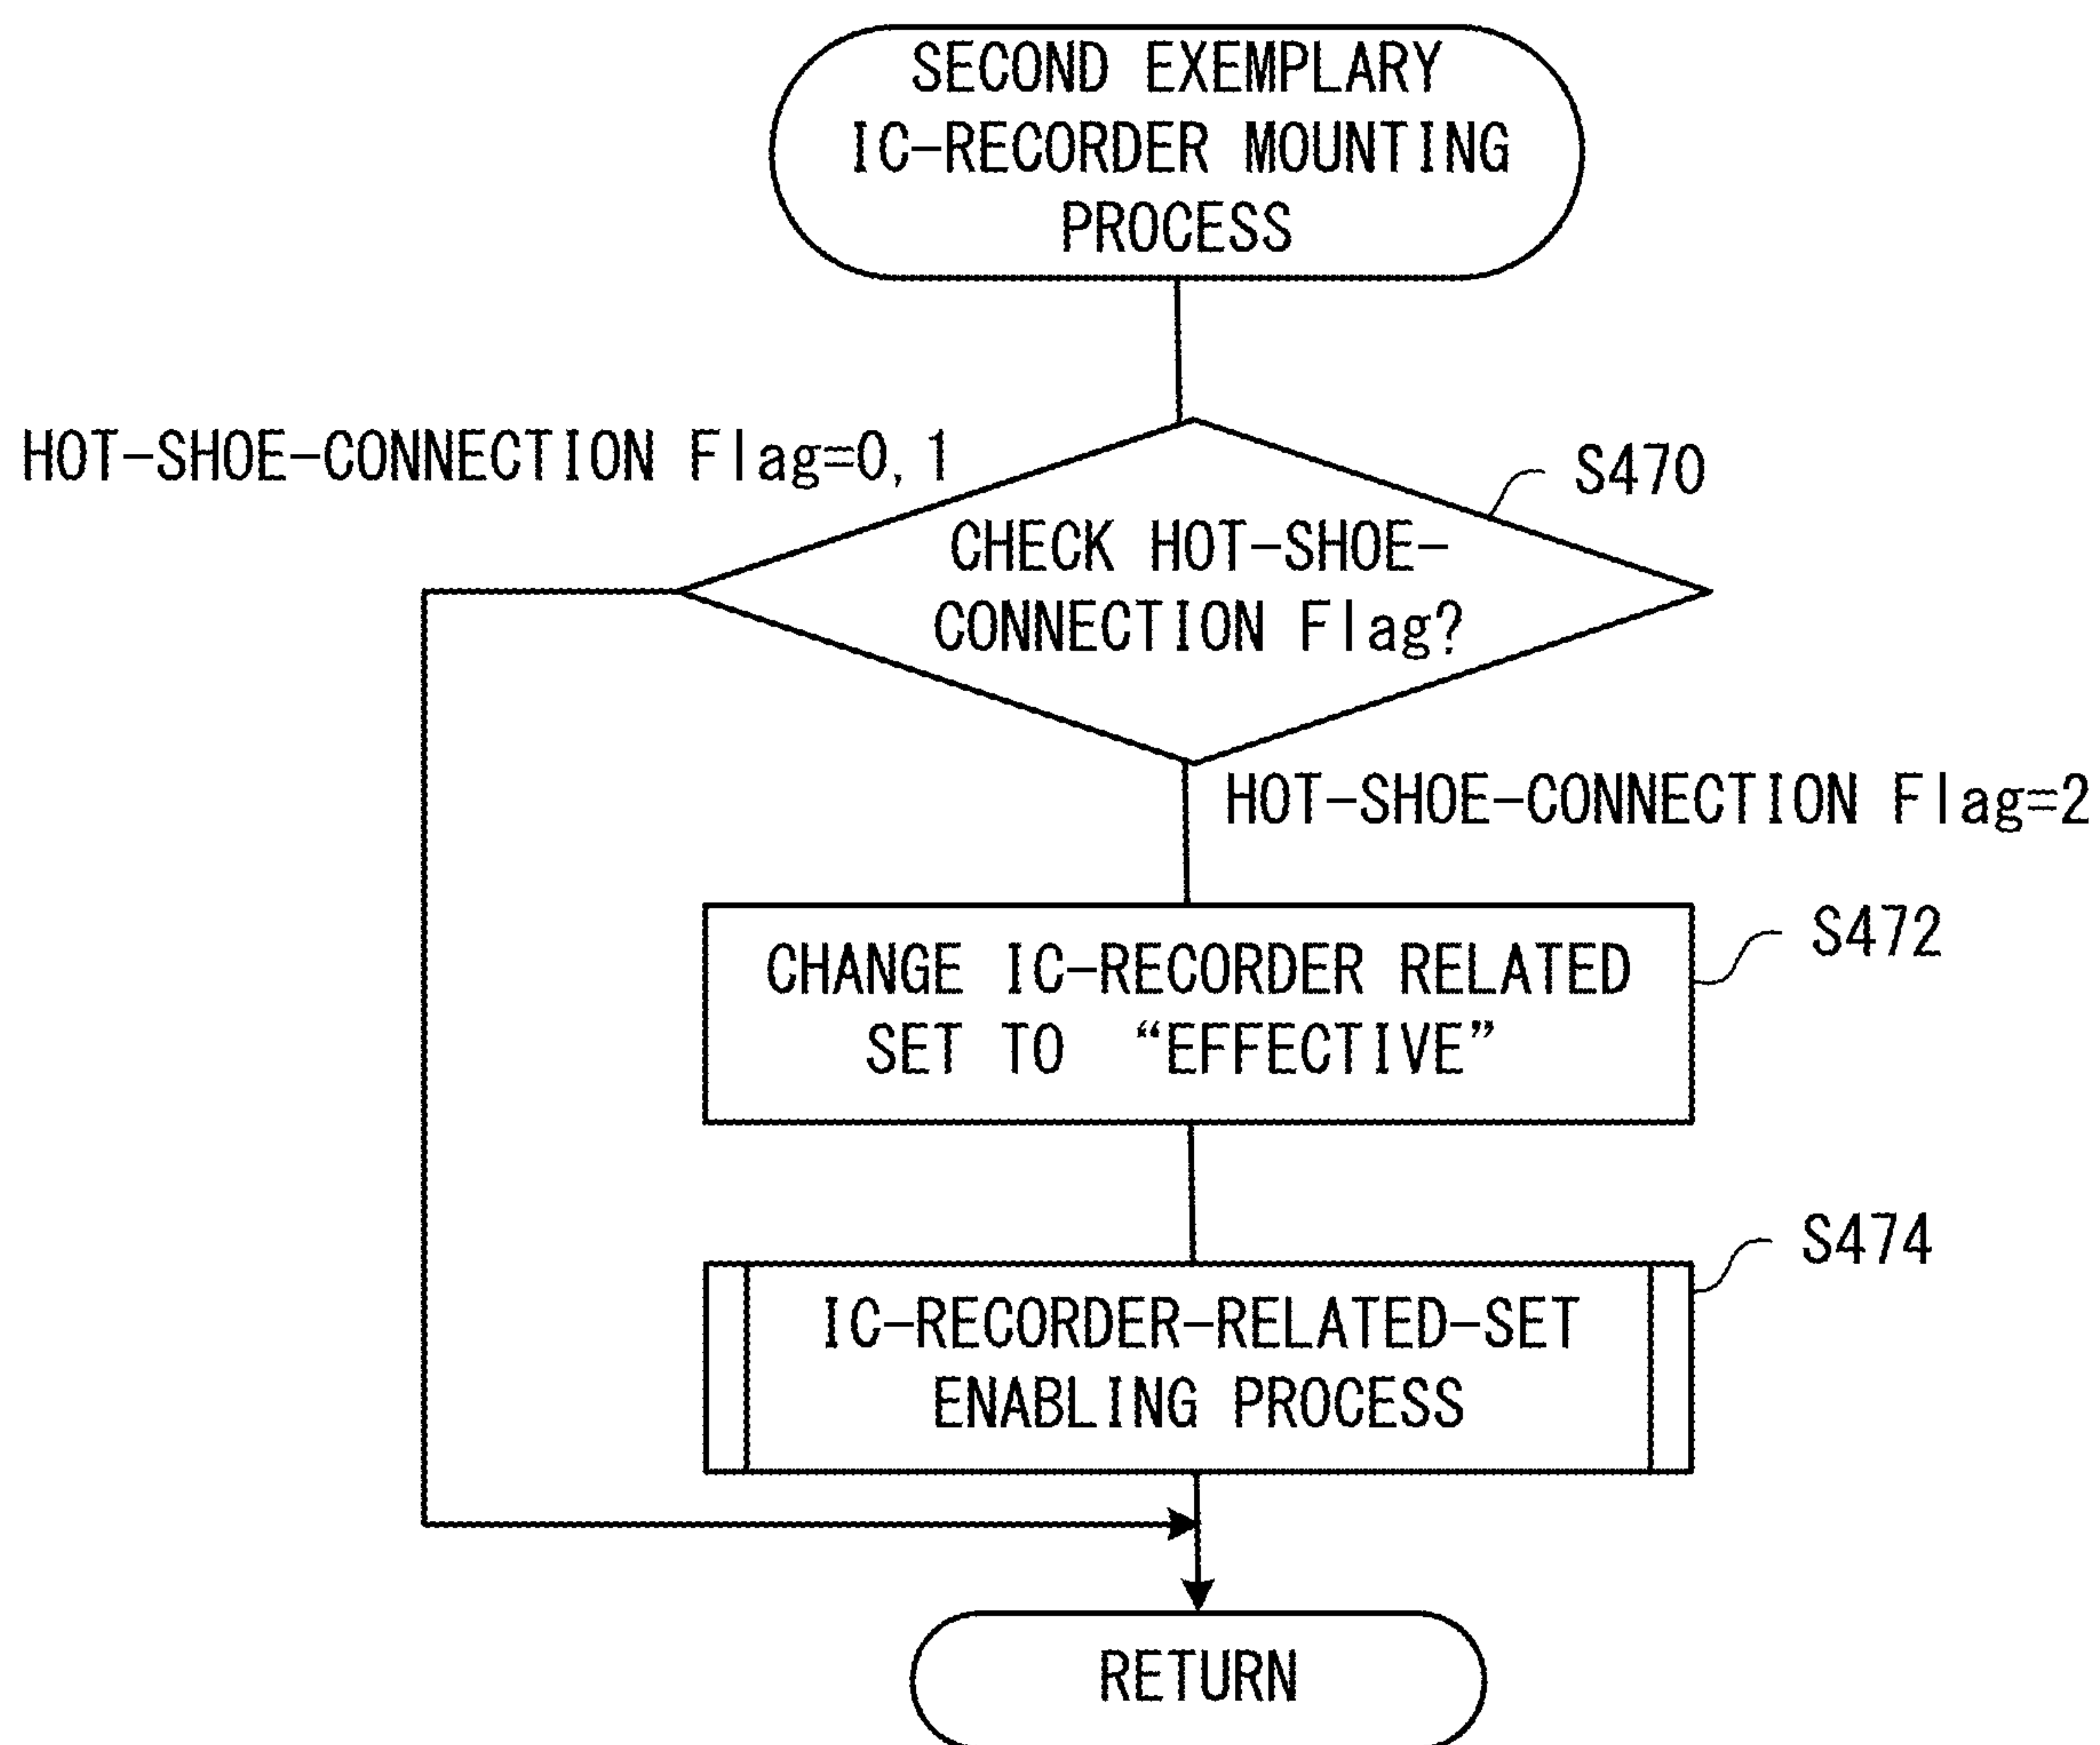 SECOND EXEMPLARY
IC-RECORDER MOUNTING
PROCESS
HOT-SHOE-CONNECTION Flag=0, 1
S470
CHECK HOT-SHOE-
CONNECTION Flag?
HOT-SHOE-CONNECTION Flag=2
S472
CHANGE IC-RECORDER RELATED
SET TO “EFFECTIVE”
S474
IC-RECORDER-RELATED-SET
ENABLING PROCESS
RETURN